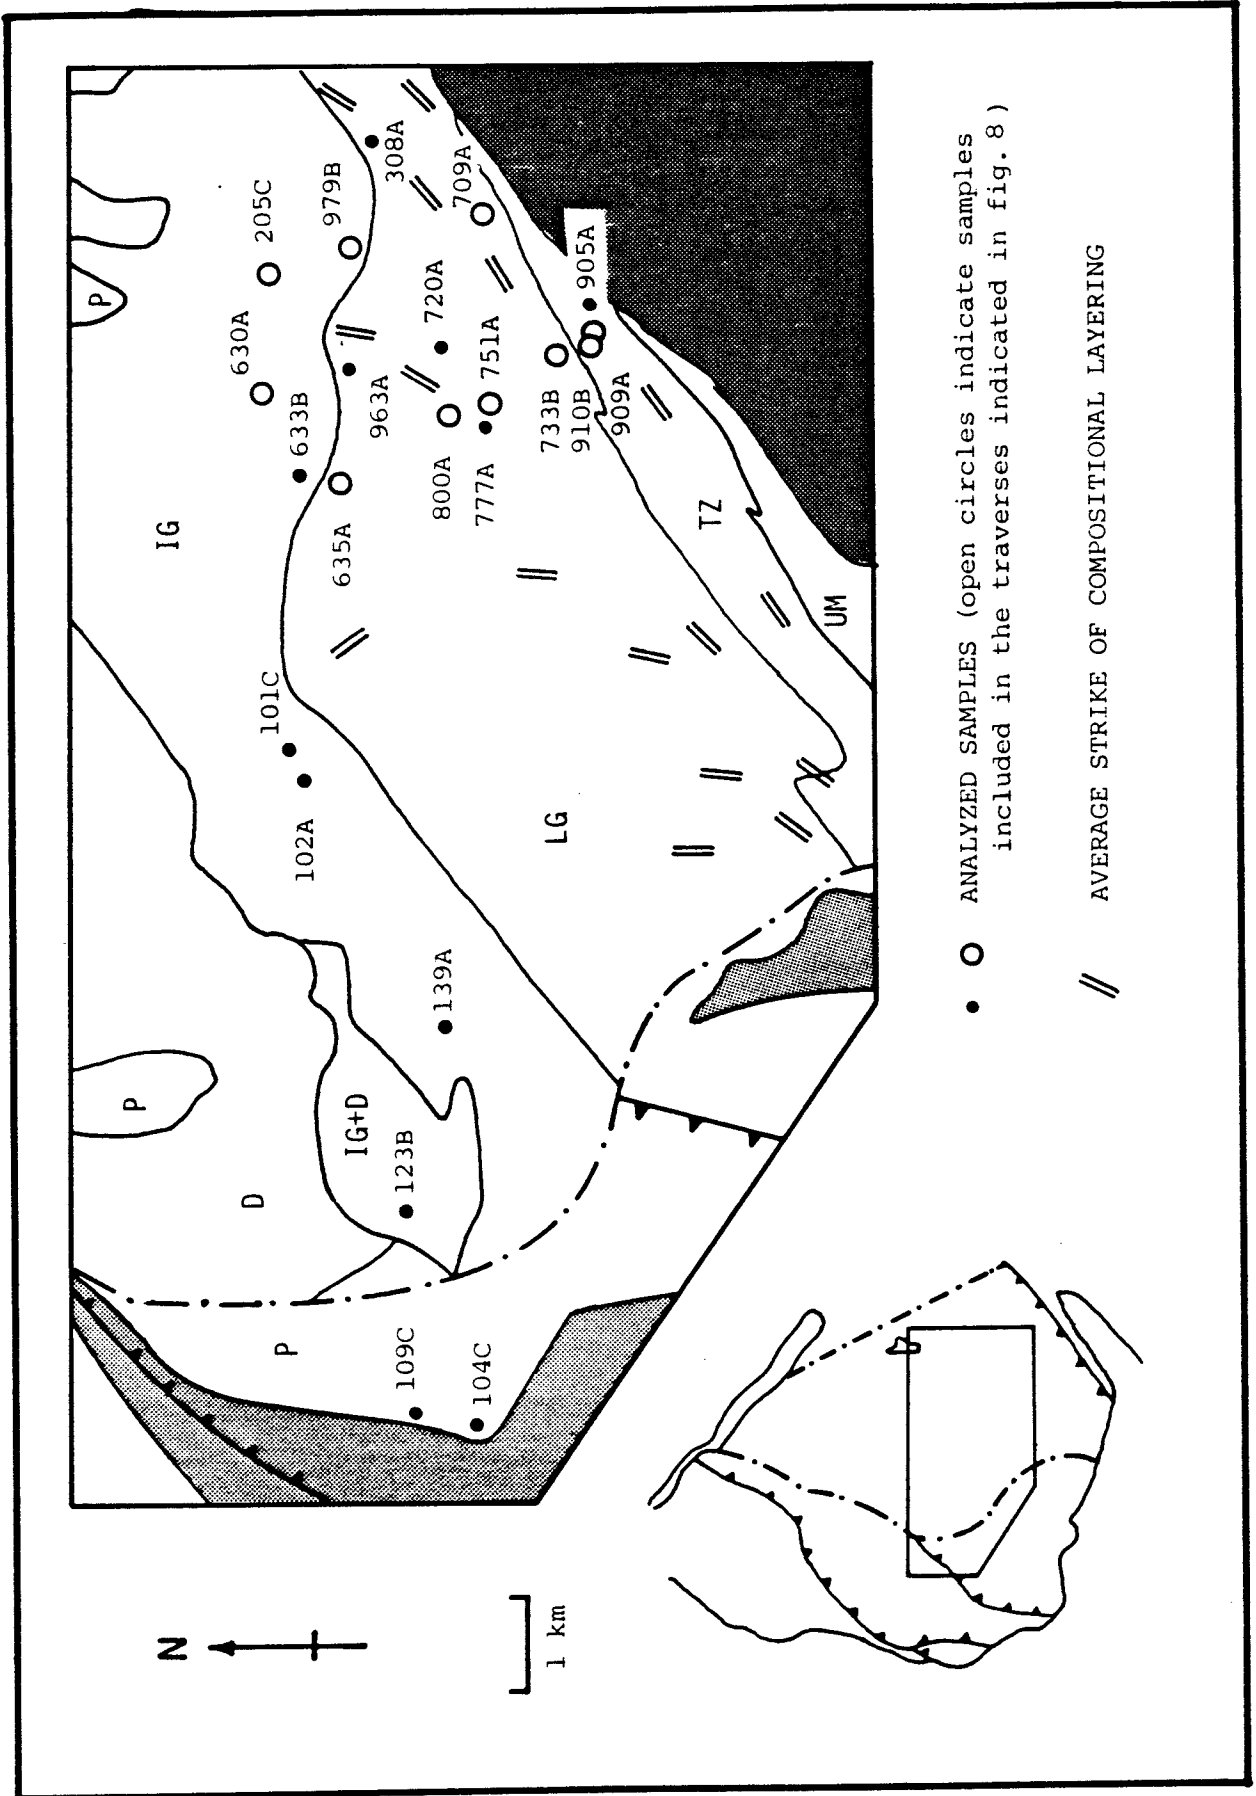 P
P
D
IG+D
123B
109C
104C
P
139A
102A
101C
IG
633B
630A
205C
979B
308A
635A
963A
720A
709A
800A
777A
751A
733B
910B
909A
905A
LG
TZ
UM
N
1 km
ANALYZED SAMPLES (open circles indicate samples
included in the traverses indicated in fig. 8)
AVERAGE STRIKE OF COMPOSITIONAL LAYERING